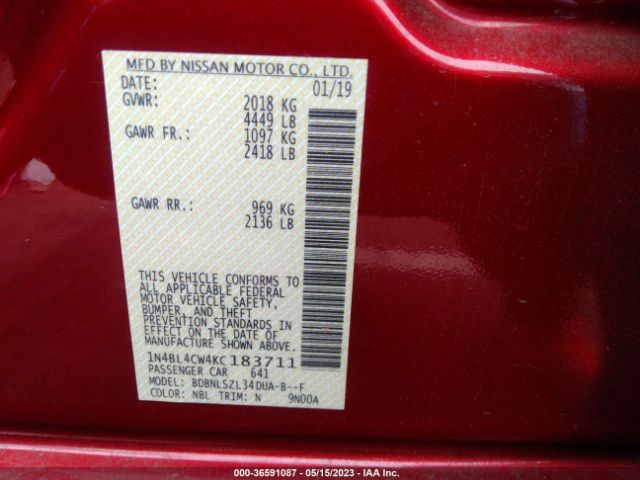 MFD BY NISSAN MOTOR CO., LTD.
DATE: 01/19
GVWR: 2018 KG
4449 LB
GAWR FR.: 1097 KG
2418 LB
GAWR RR.: 969 KG
2136 LB
THIS VEHICLE CONFORMS TO
ALL APPLICABLE FEDERAL
MOTOR VEHICLE SAFETY,
BUMPER, AND THEFT
PREVENTION STANDARDS IN
EFFECT ON THE DATE OF
MANUFACTURE SHOWN ABOVE.
1N4BL4CW4KC183711
PASSENGER CAR 641
MODEL: BDBNLSZL34DUA-B--F
COLOR: NBL TRIM: N 9N00A
000-36591087 - 05/15/2023 - IAA Inc.